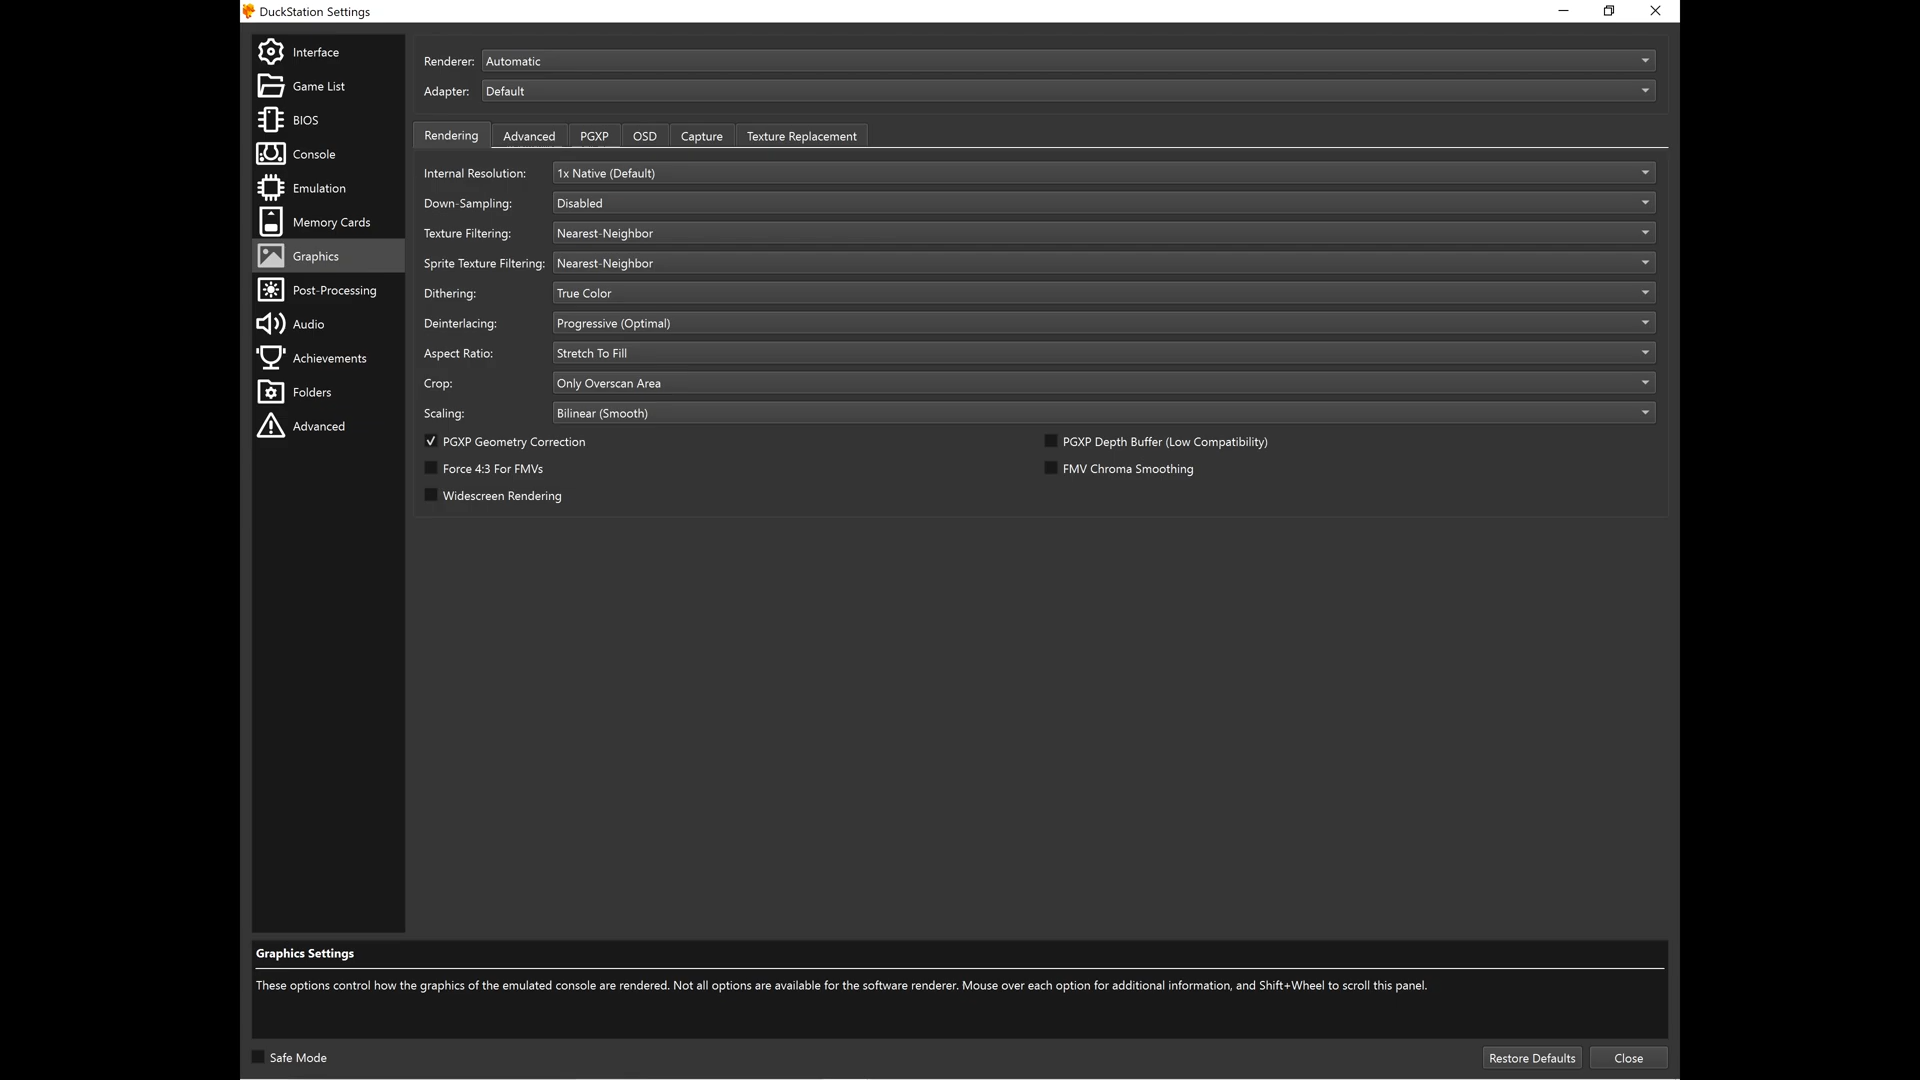 DuckStation Settings
Interface
Game List
BIOS
Console
Emulation
Memory Cards
Graphics
Post-Processing
Audio
Achievements
Folders
Advanced
Renderer: Automatic
Adapter: Default
Rendering Advanced PGXP OSD Capture Texture Replacement
Internal Resolution: 1x Native (Default)
Down-Sampling: Disabled
Texture Filtering: Nearest-Neighbor
Sprite Texture Filtering: Nearest-Neighbor
Dithering: True Color
Deinterlacing: Progressive (Optimal)
Aspect Ratio: Stretch To Fill
Crop: Only Overscan Area
Scaling: Bilinear (Smooth)
PGXP Geometry Correction PGXP Depth Buffer (Low Compatibility)
Force 4:3 For FMVs FMV Chroma Smoothing
Widescreen Rendering
Graphics Settings
These options control how the graphics of the emulated console are rendered. Not all options are available for the software renderer. Mouse over each option for additional information, and Shift+Wheel to scroll this panel.
Safe Mode Restore Defaults Close